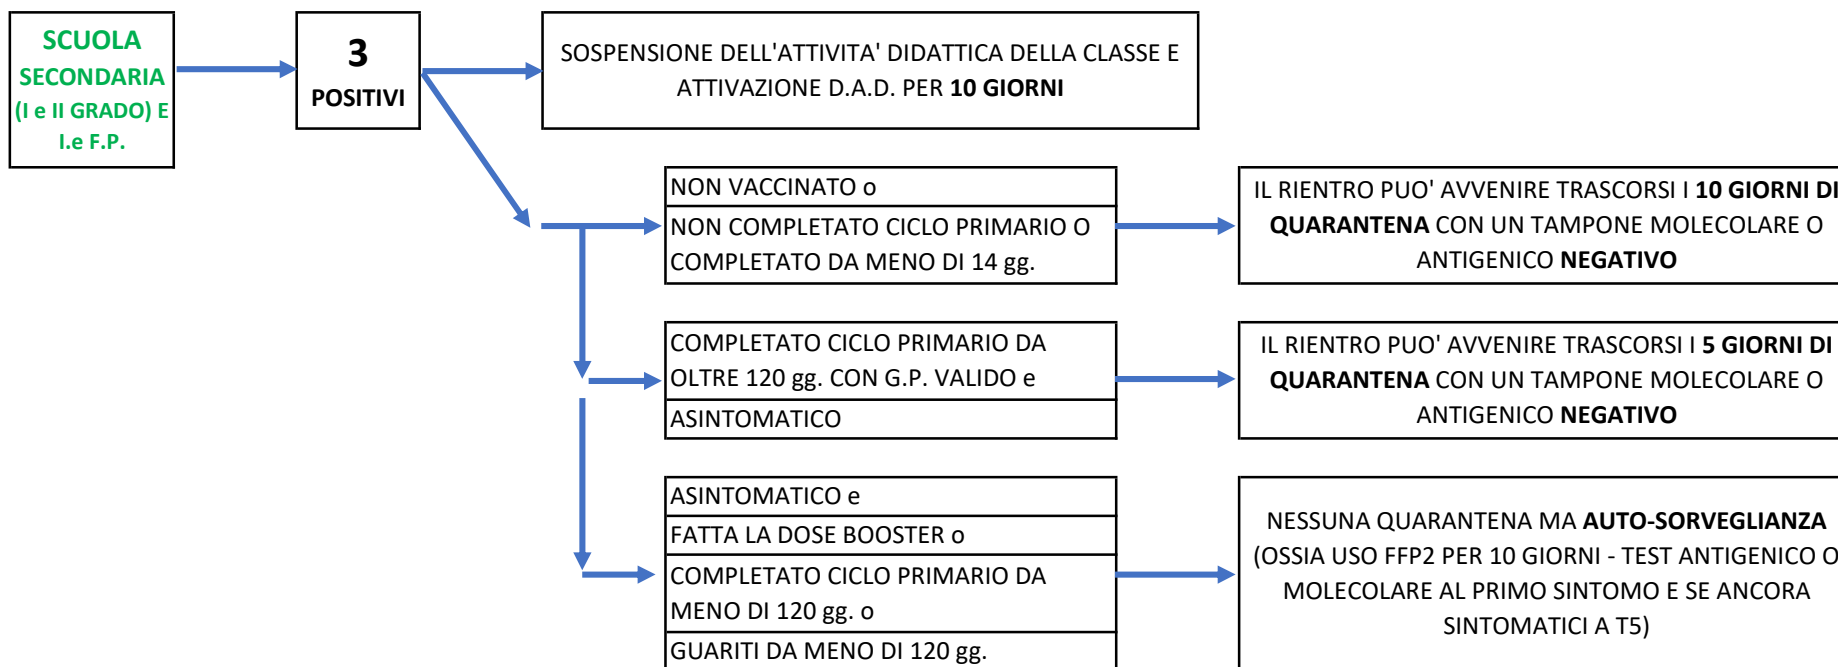 SCUOLA
SECONDARIA
(I e II GRADO) E
I.e F.P.
3
POSITIVI
SOSPENSIONE DELL'ATTIVITA' DIDATTICA DELLA CLASSE E
ATTIVAZIONE D.A.D. PER 10 GIORNI
NON VACCINATO o
NON COMPLETATO CICLO PRIMARIO O
COMPLETATO DA MENO DI 14 gg.
IL RIENTRO PUO' AVVENIRE TRASCORSI I 10 GIORNI DI
QUARANTENA CON UN TAMPONE MOLECOLARE O
ANTIGENICO NEGATIVO
COMPLETATO CICLO PRIMARIO DA
OLTRE 120 gg. CON G.P. VALIDO e
ASINTOMATICO
IL RIENTRO PUO' AVVENIRE TRASCORSI I 5 GIORNI DI
QUARANTENA CON UN TAMPONE MOLECOLARE O
ANTIGENICO NEGATIVO
ASINTOMATICO e
FATTA LA DOSE BOOSTER o
COMPLETATO CICLO PRIMARIO DA
MENO DI 120 gg. o
GUARITI DA MENO DI 120 gg.
NESSUNA QUARANTENA MA AUTO-SORVEGLIANZA
(OSSIA USO FFP2 PER 10 GIORNI - TEST ANTIGENICO O
MOLECOLARE AL PRIMO SINTOMO E SE ANCORA
SINTOMATICI A T5)